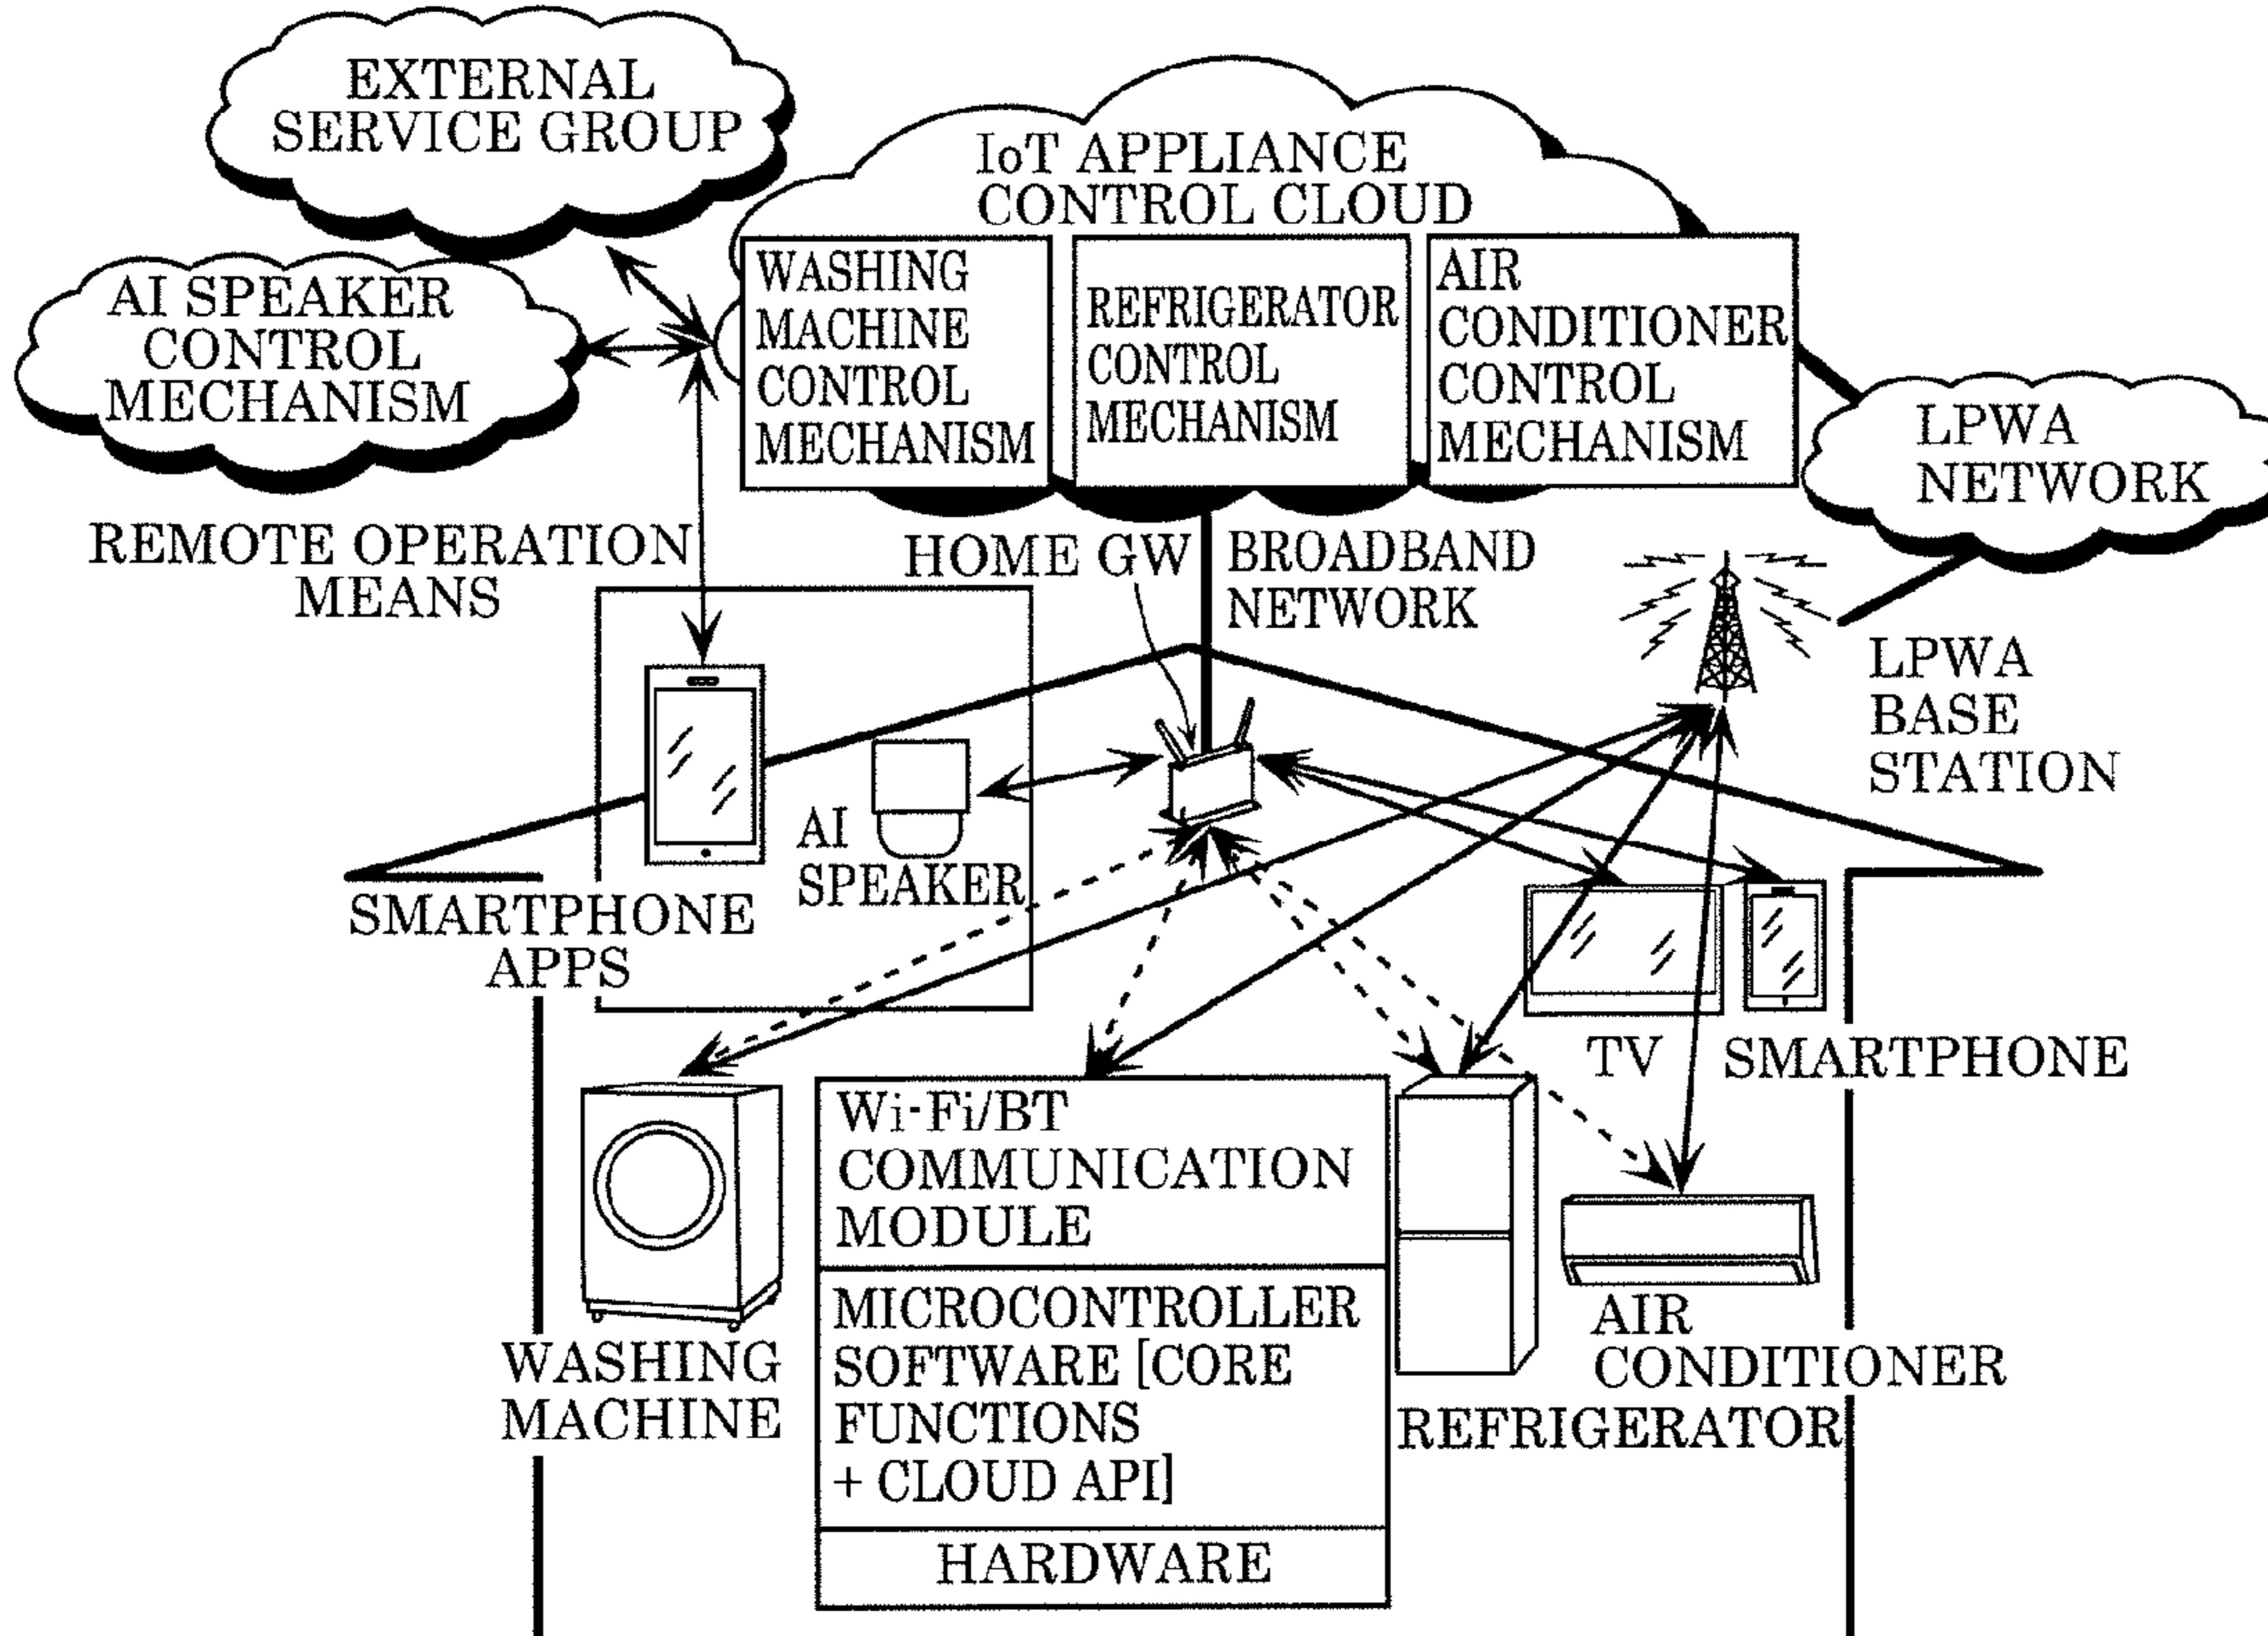 EXTERNAL
SERVICE GROUP
IoT APPLIANCE
CONTROL CLOUD
AI SPEAKER
CONTROL
MECHANISM
WASHING
MACHINE
CONTROL
MECHANISM
REFRIGERATOR
CONTROL
MECHANISM
AIR
CONDITIONER
CONTROL
MECHANISM
LPWA
NETWORK
REMOTE OPERATION
MEANS
HOME GW
BROADBAND
NETWORK
LPWA
BASE
STATION
AI
SPEAKER
SMARTPHONE
APPS
TV
SMARTPHONE
Wi-Fi/BT
COMMUNICATION
MODULE
MICROCONTROLLER
SOFTWARE [CORE
FUNCTIONS
+ CLOUD API]
HARDWARE
WASHING
MACHINE
AIR
CONDITIONER
REFRIGERATOR